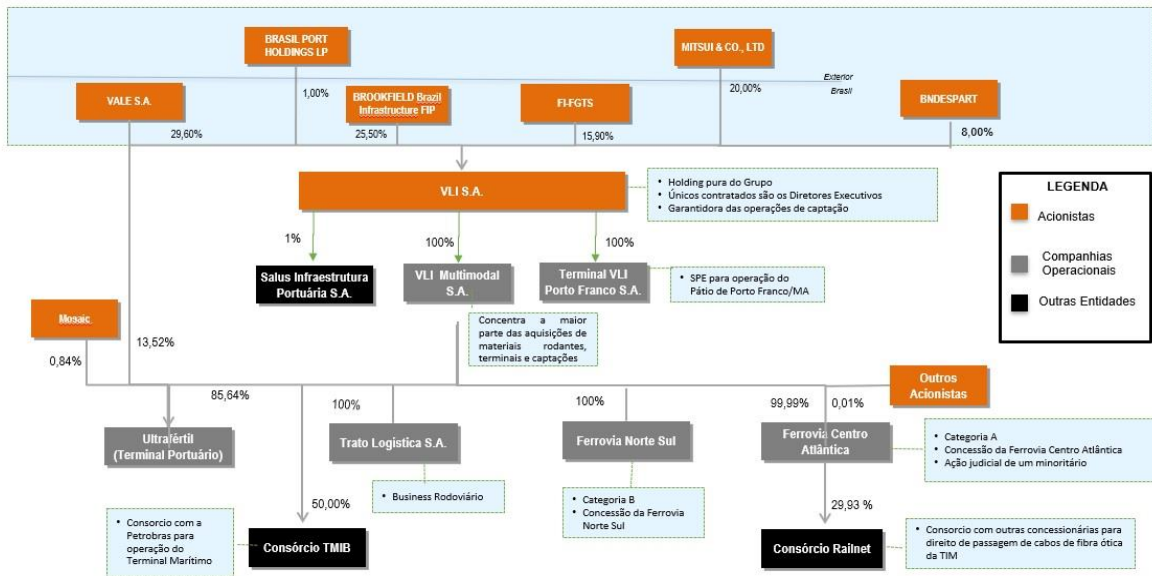 BRASIL PORT
HOLDINGS LP
MITSUI & CO., LTD
Exterior
Brasil
VALE S.A.
1,00%
BROOKFIELD Brazil
Infrastructure FIP
FI-FGTS
20,00%
BNDESPART
29,60%
25,50%
15,90%
8,00%
VLI S.A.
• Holding pura do Grupo
• Únicos contratados são os Diretores Executivos
• Garantidora das operações de captação
LEGENDA
Acionistas
Companhias
Operacionais
Outras Entidades
1%
100%
100%
Salus Infraestrutura
Portuária S.A.
VLI Multimodal
S.A.
Terminal VLI
Porto Franco S.A.
• SPE para operação do
Pátio de Porto Franco/MA
Mosaic
Concentra a maior
parte das aquisições de
materiais rodantes,
terminais e captações
0,84%
13,52%
85,64%
100%
100%
99,99%
0,01%
Outros
Acionistas
Ultrafértil
(Terminal Portuário)
Trato Logistica S.A.
Ferrovia Norte Sul
Ferrovia Centro
Atlântica
• Categoria A
• Concessão da Ferrovia Centro Atlântica
• Ação judicial de um minoritário
• Business Rodoviário
• Categoria B
• Concessão da Ferrovia
Norte Sul
50,00%
29,93 %
• Consorcio com a
Petrobras para
operação do
Terminal Marítimo
Consórcio TMIB
Consórcio Railnet
• Consorcio com outras concessionárias para
direito de passagem de cabos de fibra ótica
da TIM